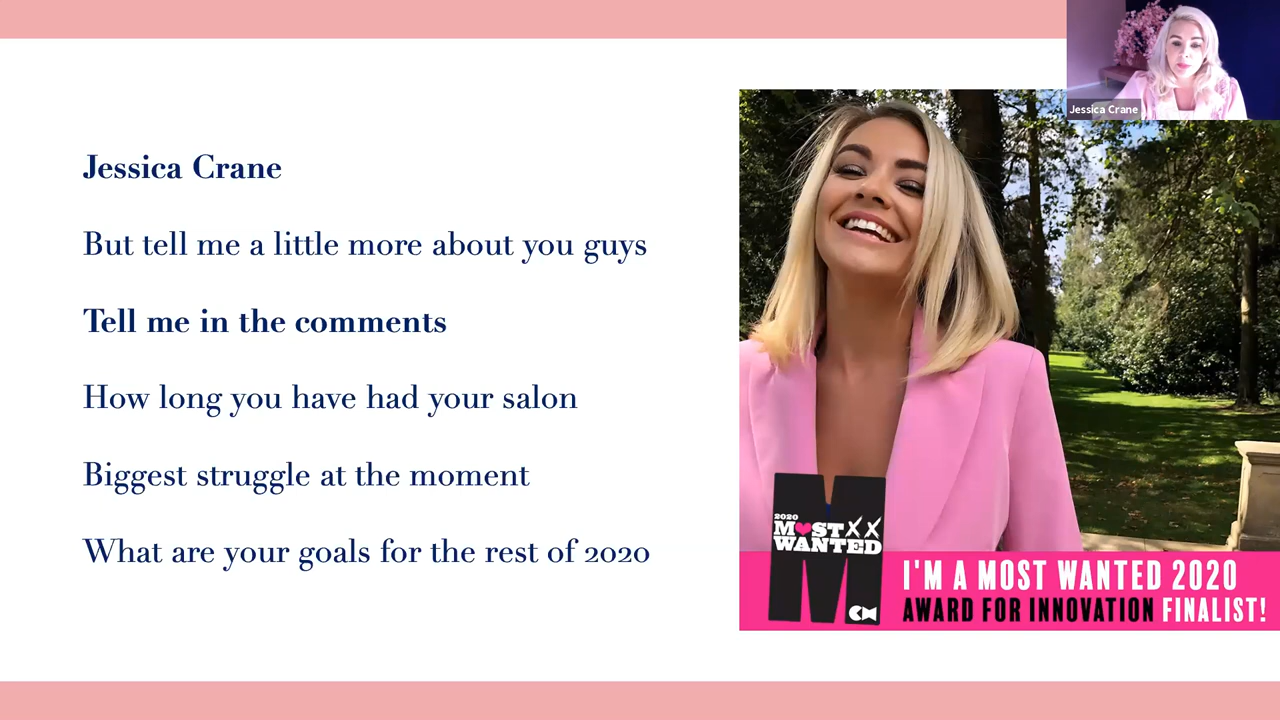 Jessica Crane
Jessica Crane
But tell me a little more about you guys
Tell me in the comments
How long you have had your salon
Biggest struggle at the moment
What are your goals for the rest of 2020
2020
M❤ST XX
WANTED
I'M A MOST WANTED 2020
AWARD FOR INNOVATION FINALIST!